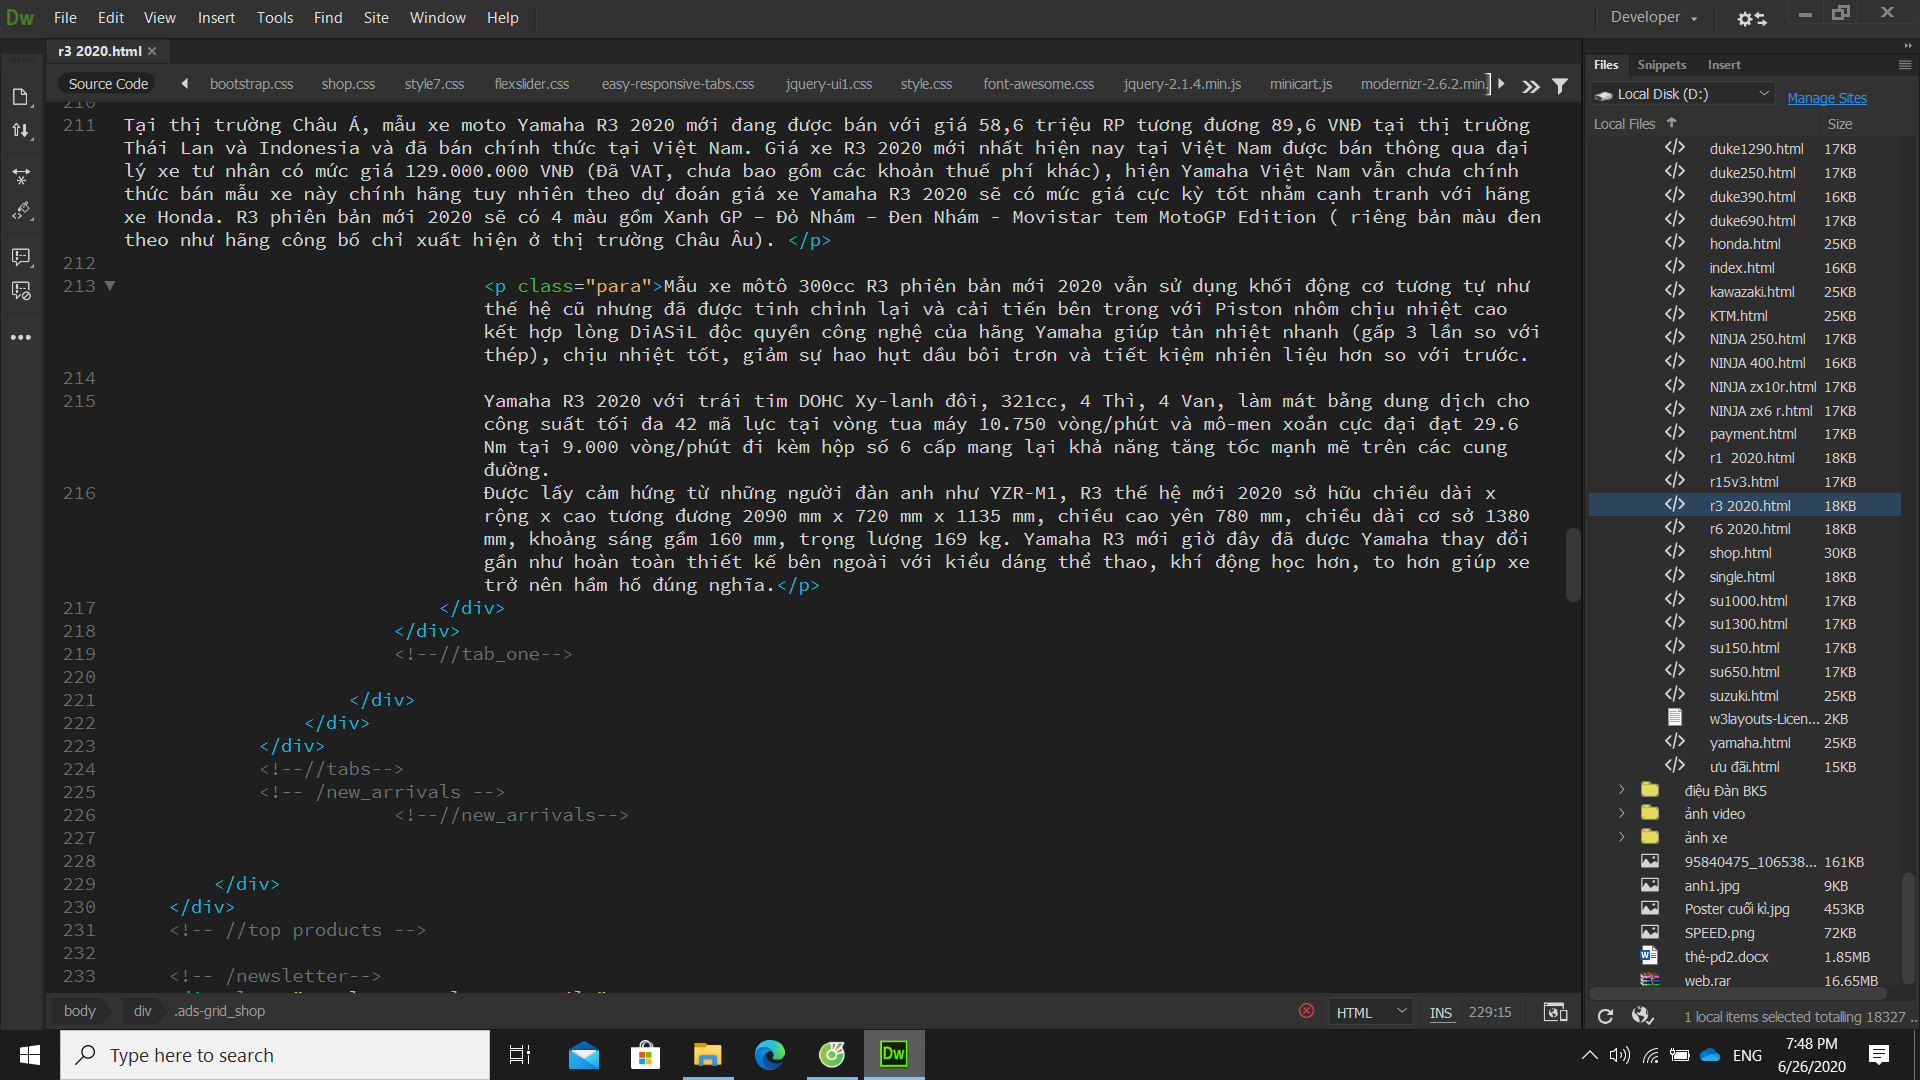 Dw File Edit View Insert Tools Find Site Window Help Developer
r3 2020.html ×
Source Code bootstrap.css shop.css style7.css flexslider.css easy-responsive-tabs.css jquery-ui1.css style.css font-awesome.css jquery-2.1.4.min.js minicart.js modernizr-2.6.2.min.
210
211 Tại thị trường Châu Á, mẫu xe moto Yamaha R3 2020 mới đang được bán với giá 58,6 triệu RP tương đương 89,6 VNĐ tại thị trường
Thái Lan và Indonesia và đã bán chính thức tại Việt Nam. Giá xe R3 2020 mới nhất hiện nay tại Việt Nam được bán thông qua đại
lý xe tư nhân có mức giá 129.000.000 VNĐ (Đã VAT, chưa bao gồm các khoản thuế phí khác), hiện Yamaha Việt Nam vẫn chưa chính
thức bán mẫu xe này chính hãng tuy nhiên theo dự đoán giá xe Yamaha R3 2020 sẽ có mức giá cực kỳ tốt nhằm cạnh tranh với hãng
xe Honda. R3 phiên bản mới 2020 sẽ có 4 màu gồm Xanh GP – Đỏ Nhám – Đen Nhám - Movistar tem MotoGP Edition ( riêng bản màu đen
theo như hãng công bố chỉ xuất hiện ở thị trường Châu Âu). </p>
212
213 <p class="para">Mẫu xe môtô 300cc R3 phiên bản mới 2020 vẫn sử dụng khối động cơ tương tự như
thế hệ cũ nhưng đã được tinh chỉnh lại và cải tiến bên trong với Piston nhôm chịu nhiệt cao
kết hợp lòng DiASiL độc quyền công nghệ của hãng Yamaha giúp tản nhiệt nhanh (gấp 3 lần so với
thép), chịu nhiệt tốt, giảm sự hao hụt dầu bôi trơn và tiết kiệm nhiên liệu hơn so với trước.
214
215 Yamaha R3 2020 với trái tim DOHC Xy-lanh đôi, 321cc, 4 Thì, 4 Van, làm mát bằng dung dịch cho
công suất tối đa 42 mã lực tại vòng tua máy 10.750 vòng/phút và mô-men xoắn cực đại đạt 29.6
Nm tại 9.000 vòng/phút đi kèm hộp số 6 cấp mang lại khả năng tăng tốc mạnh mẽ trên các cung
đường.
216 Được lấy cảm hứng từ những người đàn anh như YZR-M1, R3 thế hệ mới 2020 sở hữu chiều dài x
rộng x cao tương đương 2090 mm x 720 mm x 1135 mm, chiều cao yên 780 mm, chiều dài cơ sở 1380
mm, khoảng sáng gầm 160 mm, trọng lượng 169 kg. Yamaha R3 mới giờ đây đã được Yamaha thay đổi
gần như hoàn toàn thiết kế bên ngoài với kiểu dáng thể thao, khí động học hơn, to hơn giúp xe
trở nên hầm hố đúng nghĩa.</p>
217 </div>
218 </div>
219 <!--//tab_one-->
220
221 </div>
222 </div>
223 </div>
224 <!--//tabs-->
225 <!-- /new_arrivals -->
226 <!--//new_arrivals-->
227
228
229 </div>
230 </div>
231 <!-- //top products -->
232
233 <!-- /newsletter-->
body div .ads-grid_shop HTML INS 229:15
Files Snippets Insert
Local Disk (D:) Manage Sites
Local Files Size
duke1290.html 17KB
duke250.html 17KB
duke390.html 16KB
duke690.html 17KB
honda.html 25KB
index.html 16KB
kawazaki.html 25KB
KTM.html 25KB
NINJA 250.html 17KB
NINJA 400.html 16KB
NINJA zx10r.html 17KB
NINJA zx6 r.html 17KB
payment.html 17KB
r1 2020.html 18KB
r15v3.html 17KB
r3 2020.html 18KB
r6 2020.html 18KB
shop.html 30KB
single.html 18KB
su1000.html 17KB
su1300.html 17KB
su150.html 17KB
su650.html 17KB
suzuki.html 25KB
w3layouts-Licen... 2KB
yamaha.html 25KB
ưu đãi.html 15KB
điệu Đàn BK5
ảnh video
ảnh xe
95840475_106538... 161KB
anh1.jpg 9KB
Poster cuối kì.jpg 453KB
SPEED.png 72KB
thẻ-pd2.docx 1.85MB
web.rar 16.65MB
1 local items selected totalling 18327 ..
Type here to search
Dw
ENG
7:48 PM
6/26/2020